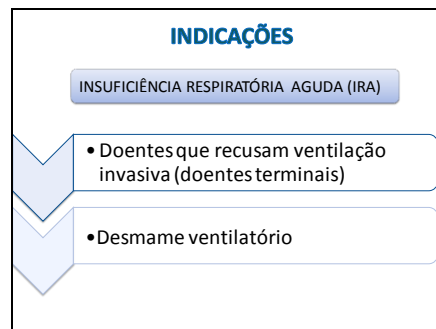 INDICAÇÕES
INSUFICIÊNCIA RESPIRATÓRIA AGUDA (IRA)
• Doentes que recusam ventilação
invasiva (doentes terminais)
•Desmame ventilatório